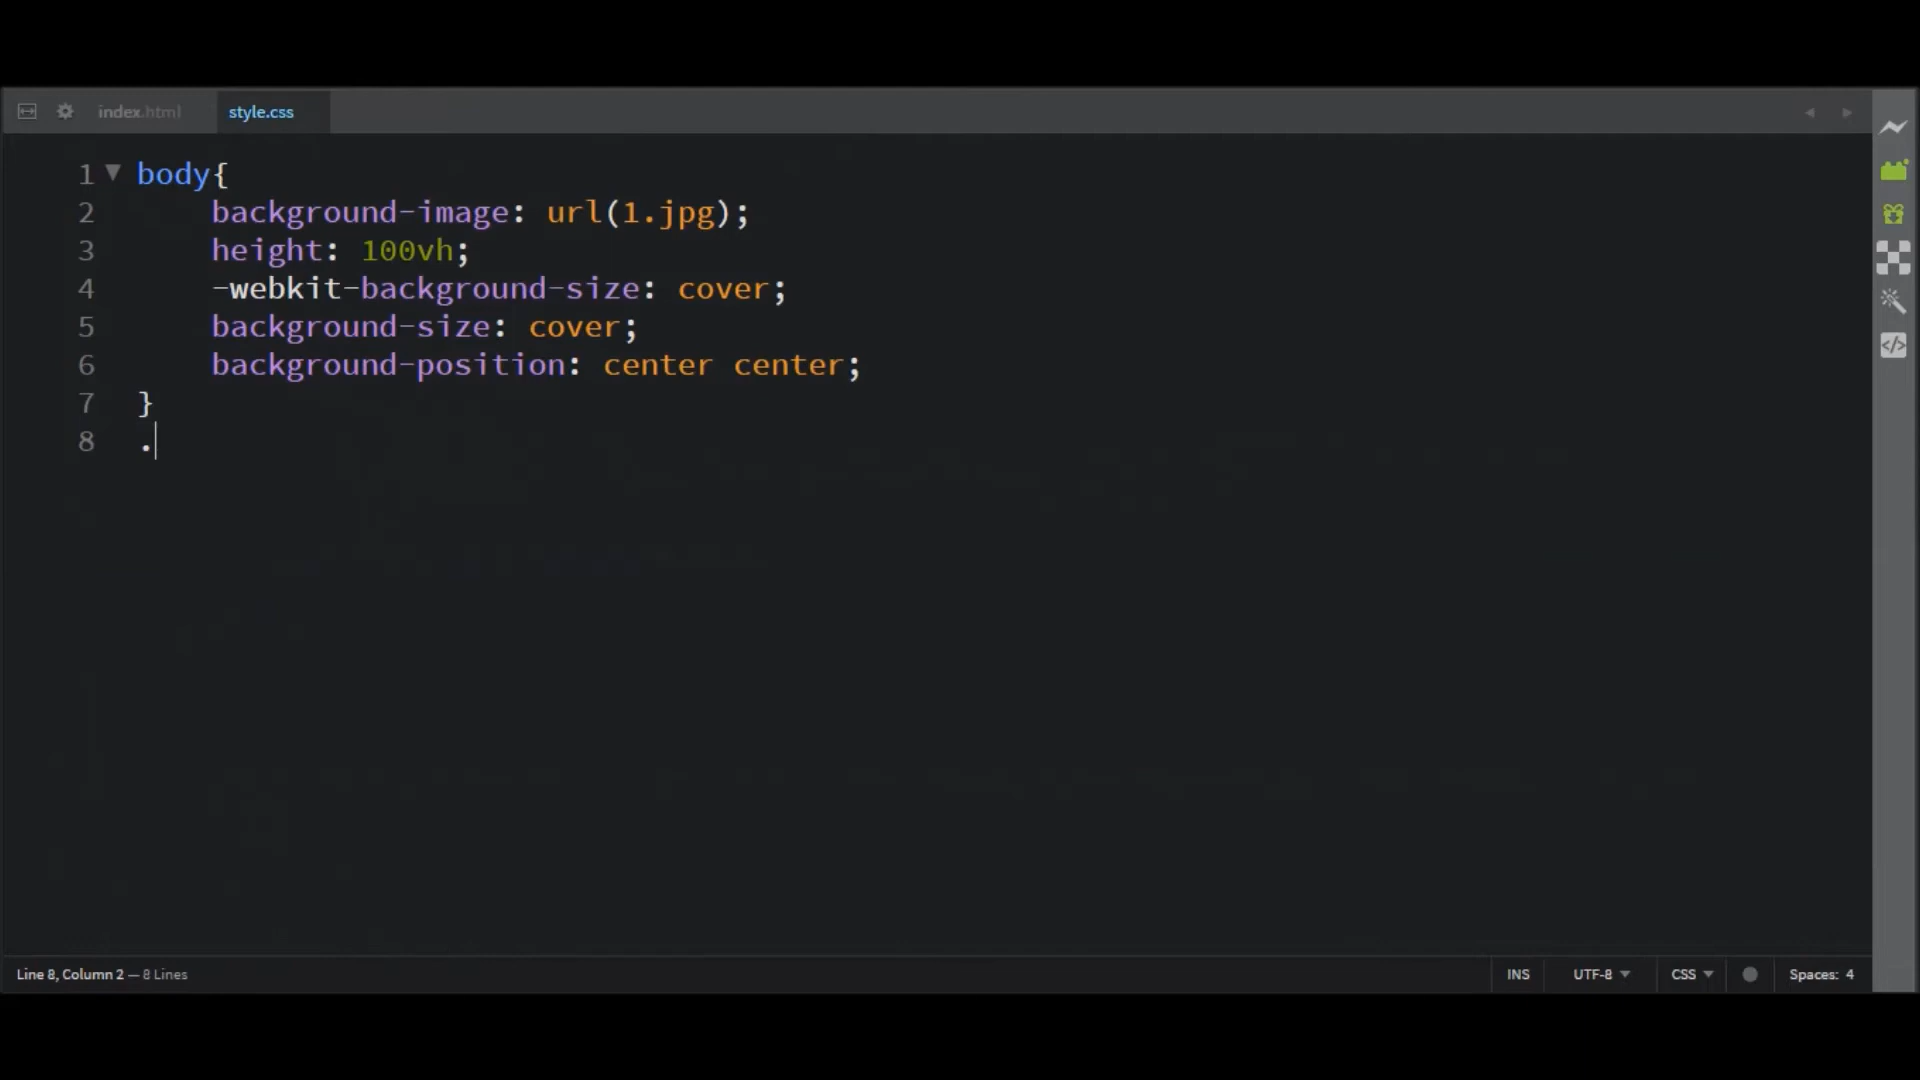 index.html style.css
1 body{
2 background-image: url(1.jpg);
3 height: 100vh;
4 -webkit-background-size: cover;
5 background-size: cover;
6 background-position: center center;
7 }
8 .
Line 8, Column 2 — 8 Lines INS UTF-8 CSS Spaces: 4